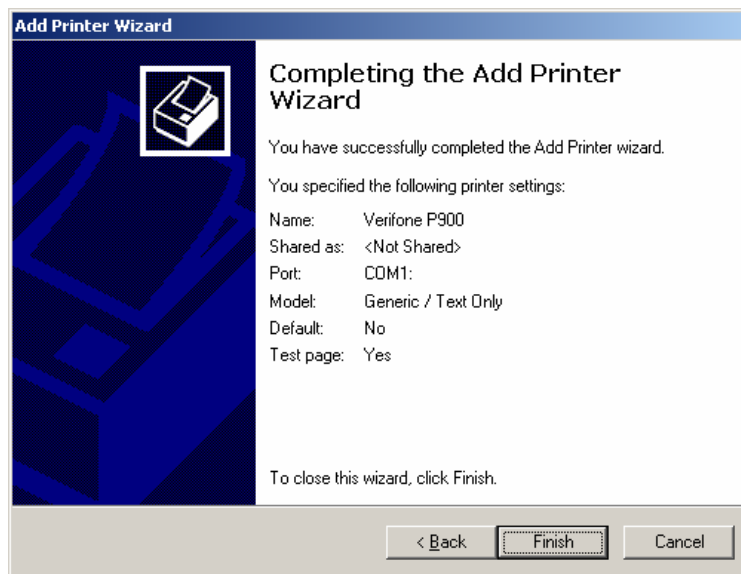 Add Printer Wizard
Completing the Add Printer
Wizard
You have successfully completed the Add Printer wizard.
You specified the following printer settings:
Name: Verifone P900
Shared as: <Not Shared>
Port: COM1:
Model: Generic / Text Only
Default: No
Test page: Yes
To close this wizard, click Finish.
< Back Finish Cancel